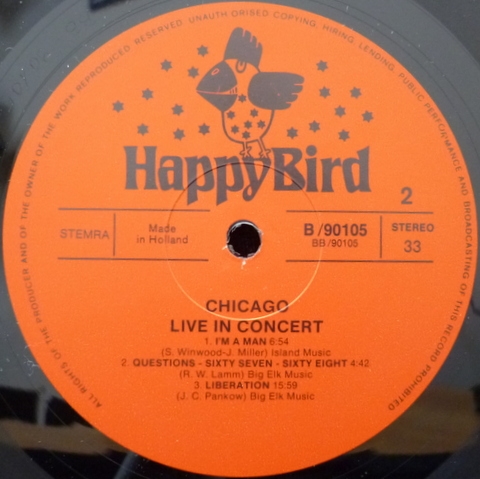 ALL RIGHTS OF THE PRODUCER AND OF THE OWNER OF THE WORK REPRODUCED RESERVED. UNAUTHORISED COPYING, HIRING, LENDING, PUBLIC PERFORMANCE AND BROADCASTING OF THIS RECORD PROHIBITED
HappyBird
2
STEMRA
Made
in Holland
B/90105
BB/90105
STEREO
33
CHICAGO
LIVE IN CONCERT
1. I'M A MAN 6:54
(S. Winwood-J. Miller) Island Music
2. QUESTIONS - SIXTY SEVEN - SIXTY EIGHT 4:42
(R. W. Lamm) Big Elk Music
3. LIBERATION 15:59
(J. C. Pankow) Big Elk Music